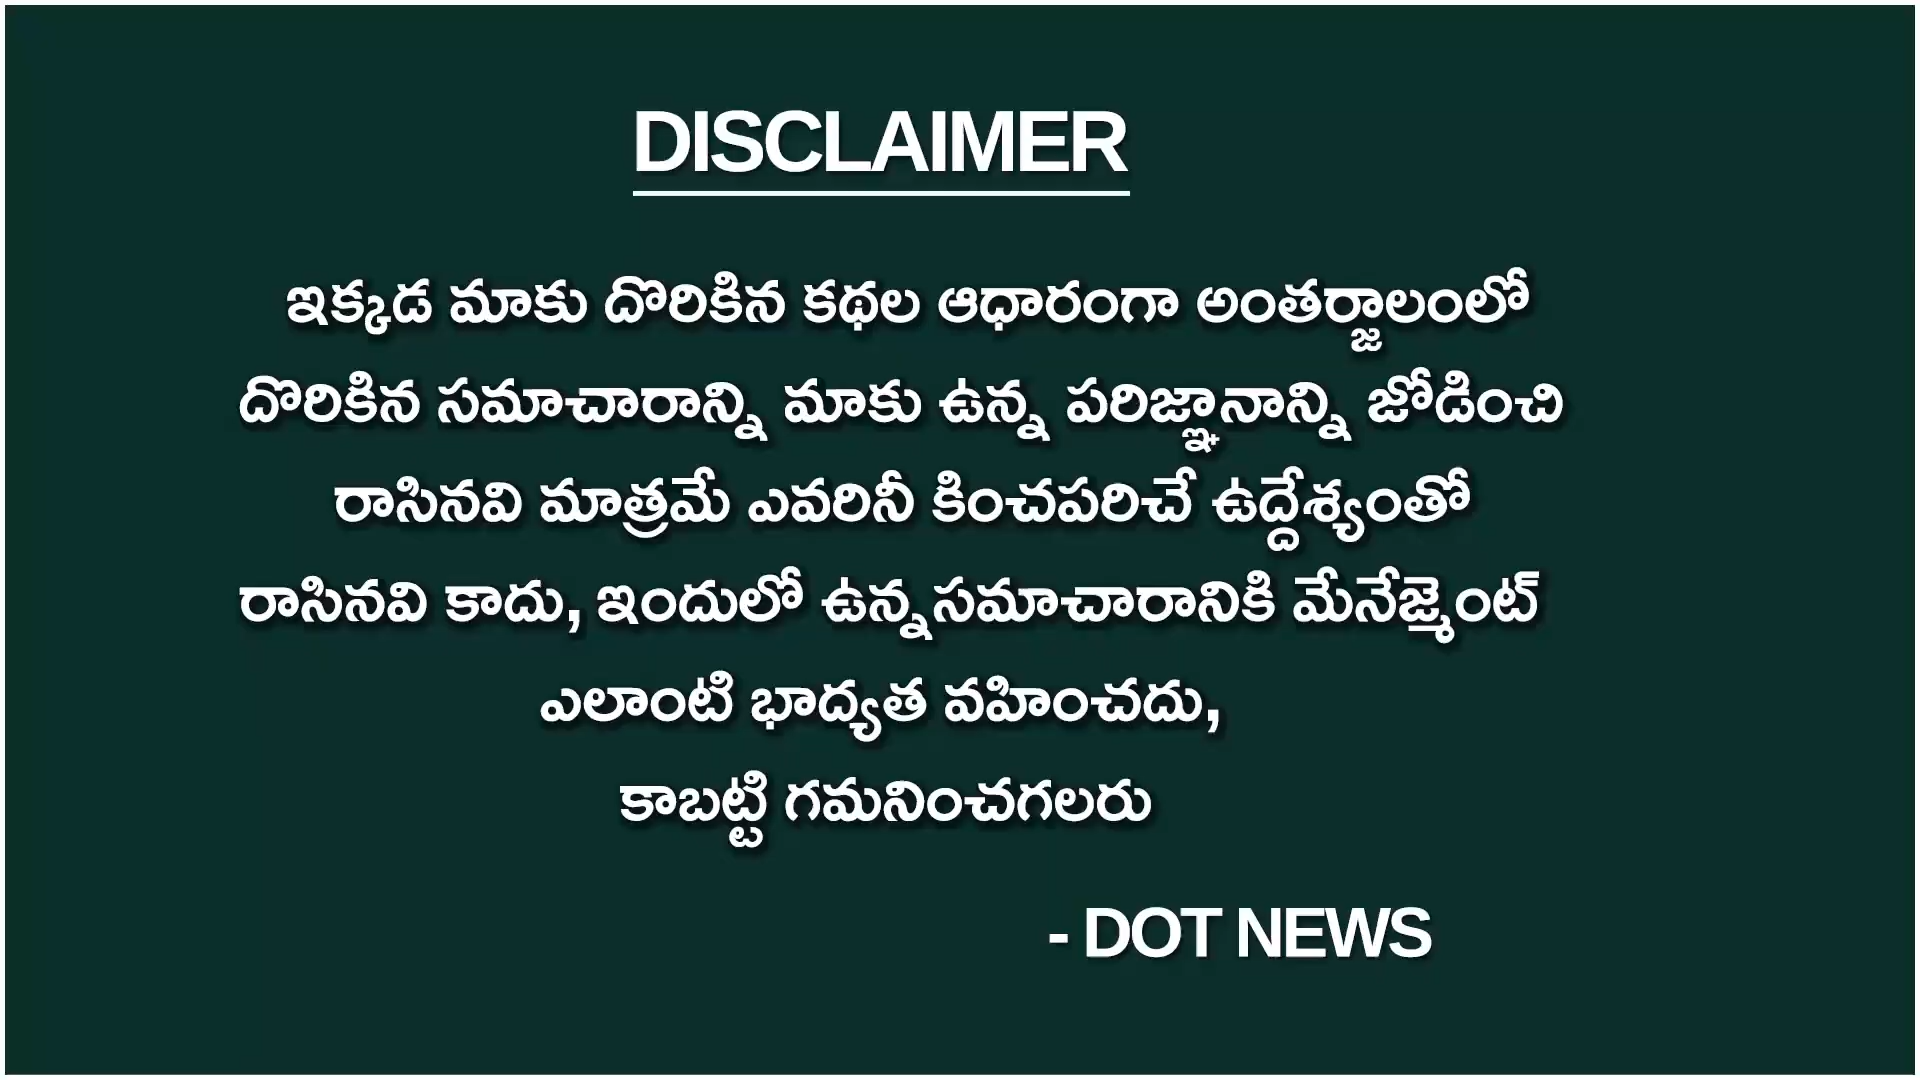 DISCLAIMER
ఇక్కడ మాకు దొరికిన కథల ఆధారంగా అంతర్జాలంలో
దొరికిన సమాచారాన్ని మాకు ఉన్న పరిజ్ఞానాన్ని జోడించి
రాసినవి మాత్రమే ఎవరినీ కించపరిచే ఉద్దేశ్యంతో
రాసినవి కాదు, ఇందులో ఉన్నసమాచారానికి మేనేజ్మెంట్
ఎలాంటి భాద్యత వహించదు,
కాబట్టి గమనించగలరు
- DOT NEWS